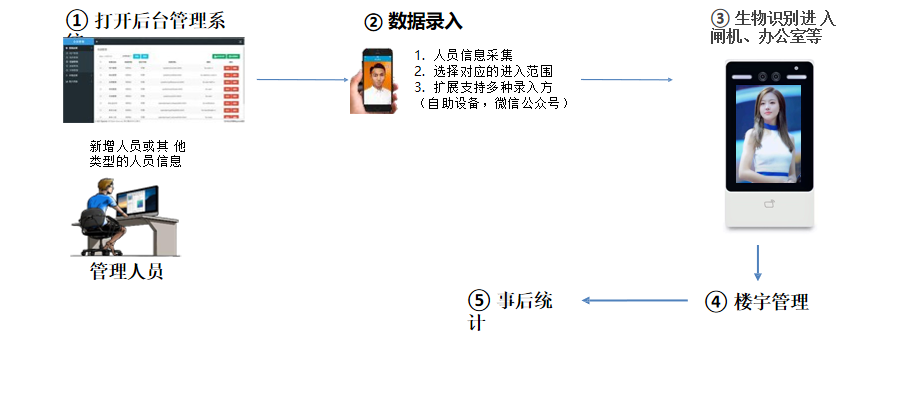 ① 打开后台管理系
统
新增人员或其 他
类型的人员信息
管理人员
② 数据录入
1. 人员信息采集
2. 选择对应的进入范围
3. 扩展支持多种录入方
（自助设备，微信公众号）
③ 生物识别进 入
闸机、办公室等
④ 楼宇管理
⑤ 事后统
计